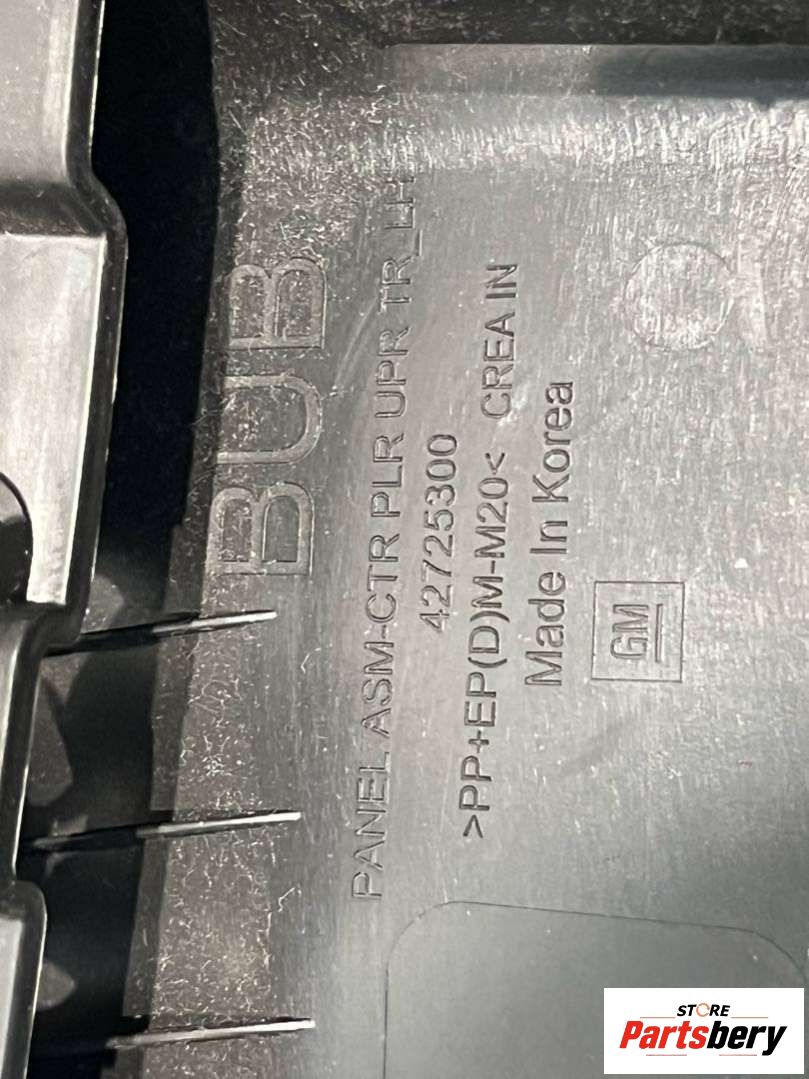 BUB
PANEL ASM-CTR PLR UPR TR_LH
42725300
>PP+EP(D)M-M20< CREA IN
Made In Korea
GM
STORE
Partsbery